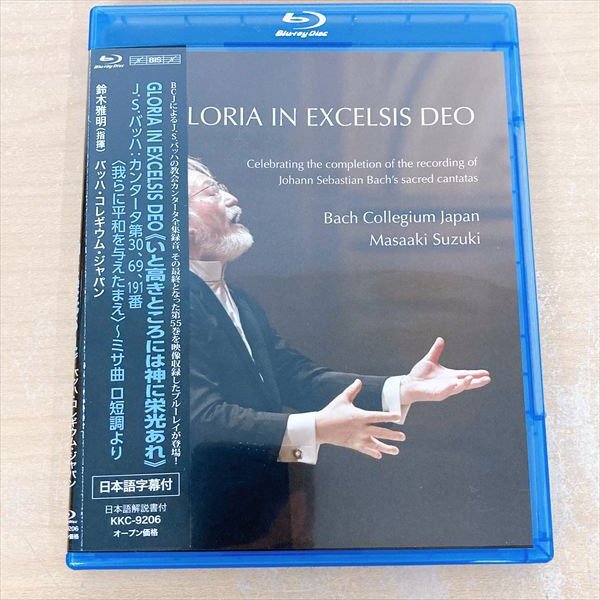 Blu-ray Disc
GLORIA IN EXCELSIS DEO
Celebrating the completion of the recording of
Johann Sebastian Bach's sacred cantatas
Bach Collegium Japan
Masaaki Suzuki
Blu-ray Disc
BIS
BCJによるJ.S.バッハの教会カンタータ全集録音、その最終となった第55巻を映像収録したブルーレイが登場!
GLORIA IN EXCELSIS DEO《いと高きところには神に栄光あれ》
J.S.バッハ:カンタータ第30、69、191番
〈我らに平和を与えたまえ〉~ミサ曲 ロ短調より
鈴木雅明(指揮) バッハ・コレギウム・ジャパン
日本語字幕付
日本語解説書付
KKC-9206
オープン価格